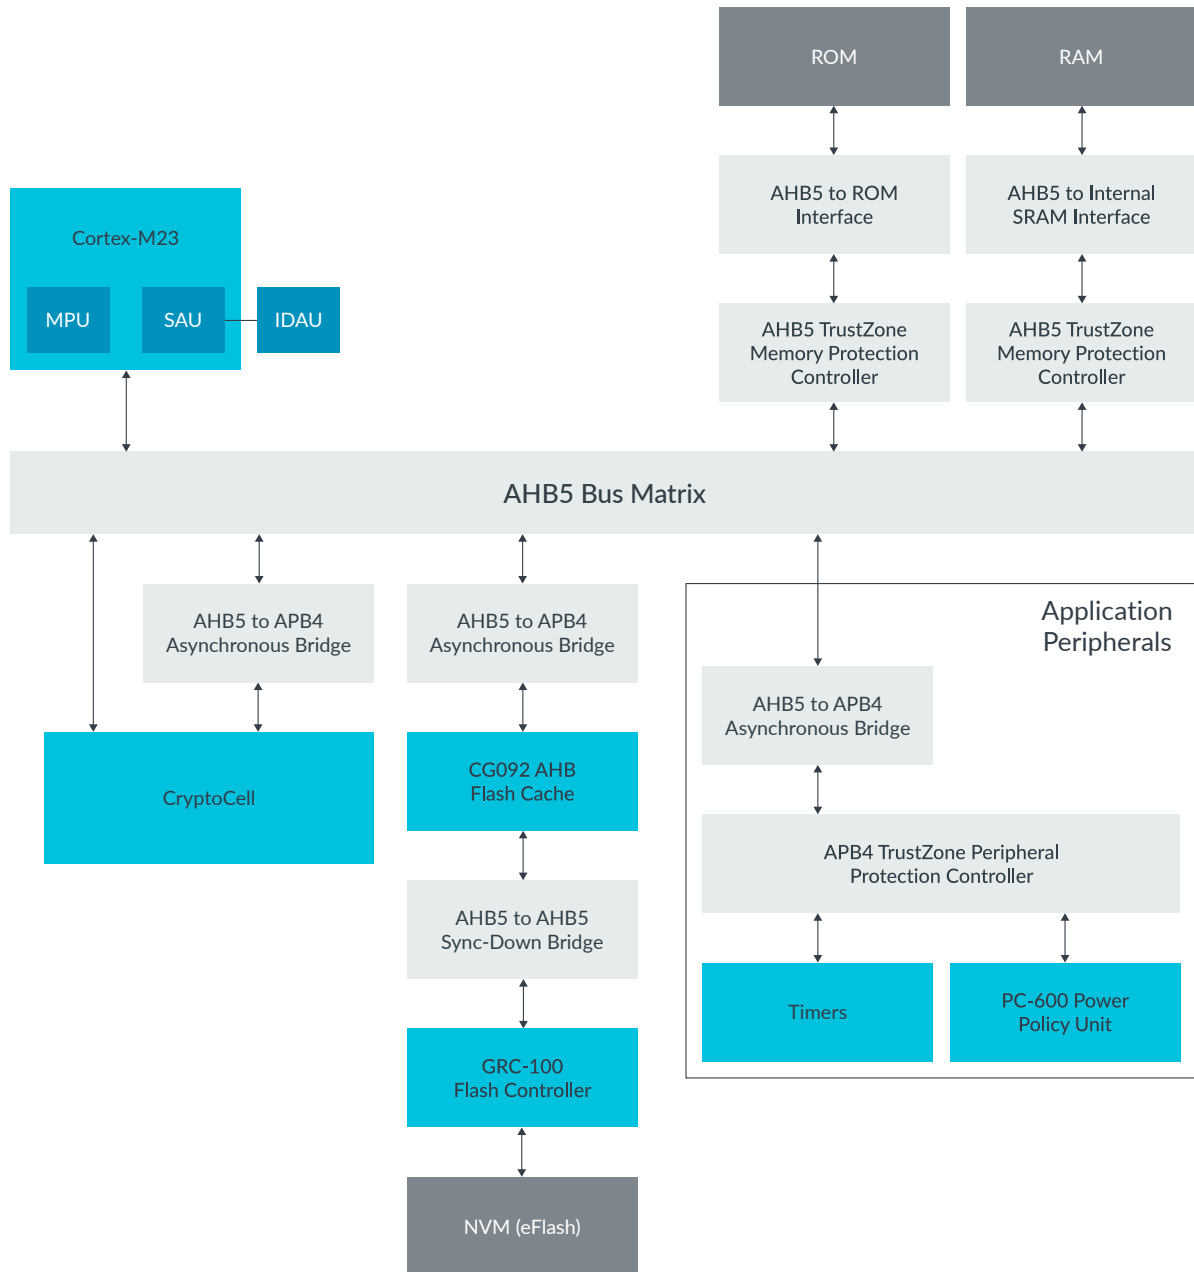 ROM
RAM
AHB5 to ROM
Interface
AHB5 to Internal
SRAM Interface
Cortex-M23
MPU
SAU
IDAU
AHB5 TrustZone
Memory Protection
Controller
AHB5 TrustZone
Memory Protection
Controller
AHB5 Bus Matrix
AHB5 to APB4
Asynchronous Bridge
AHB5 to APB4
Asynchronous Bridge
Application
Peripherals
AHB5 to APB4
Asynchronous Bridge
CryptoCell
CG092 AHB
Flash Cache
APB4 TrustZone Peripheral
Protection Controller
AHB5 to AHB5
Sync-Down Bridge
Timers
PC-600 Power
Policy Unit
GRC-100
Flash Controller
NVM (eFlash)